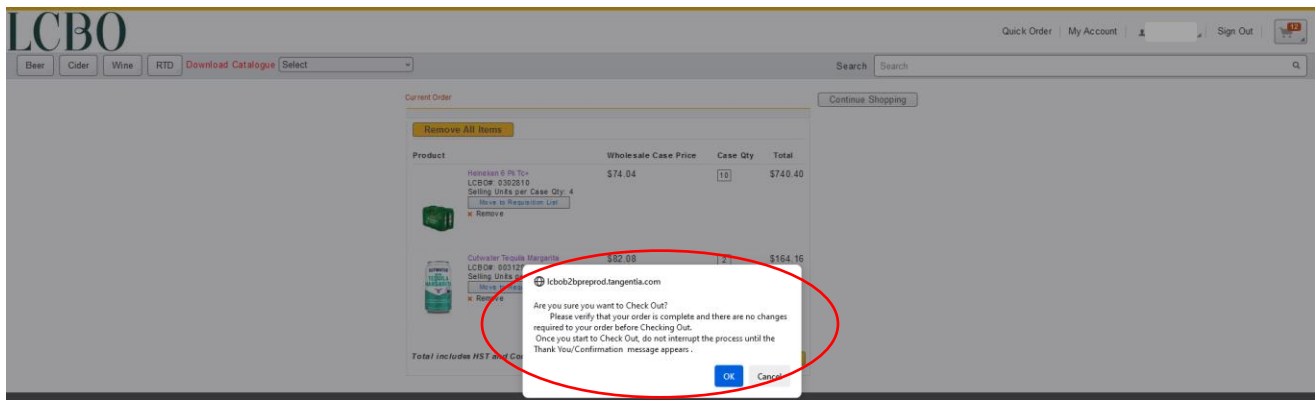 LCBO
Quick Order My Account Sign Out 12
Beer Cider Wine RTD Download Catalogue Select Search Search
Current Order Continue Shopping
Remove All Items
Product Wholesale Case Price Case Qty Total
Heineken 6 Pk To+ $74.04 10 $740.40
LCBO#: 0302810
Selling Units per Case Qty: 4
Move to Requisition List
x Remove
Cutwater Tequila Margarita $82.08 2 $164.16
LCBO#:
Selling Units
x Remove
lcbob2bpreprod.tangentia.com
Are you sure you want to Check Out?
Please verify that your order is complete and there are no changes
required to your order before Checking Out.
Once you start to Check Out, do not interrupt the process until the
Thank You/Confirmation message appears .
OK Cancel
Total includes HST and